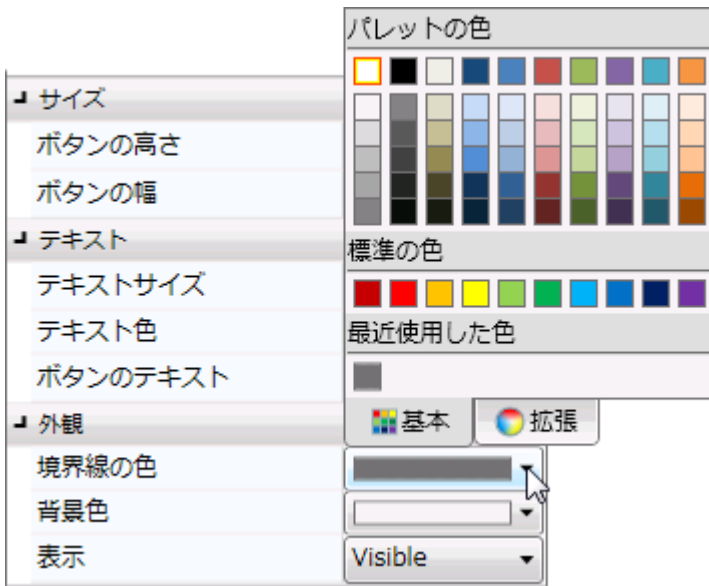 パレットの色
サイズ
ボタンの高さ
ボタンの幅
テキスト
標準の色
テキストサイズ
テキスト色
最近使用した色
ボタンのテキスト
外観
基本
拡張
境界線の色
背景色
表示
Visible